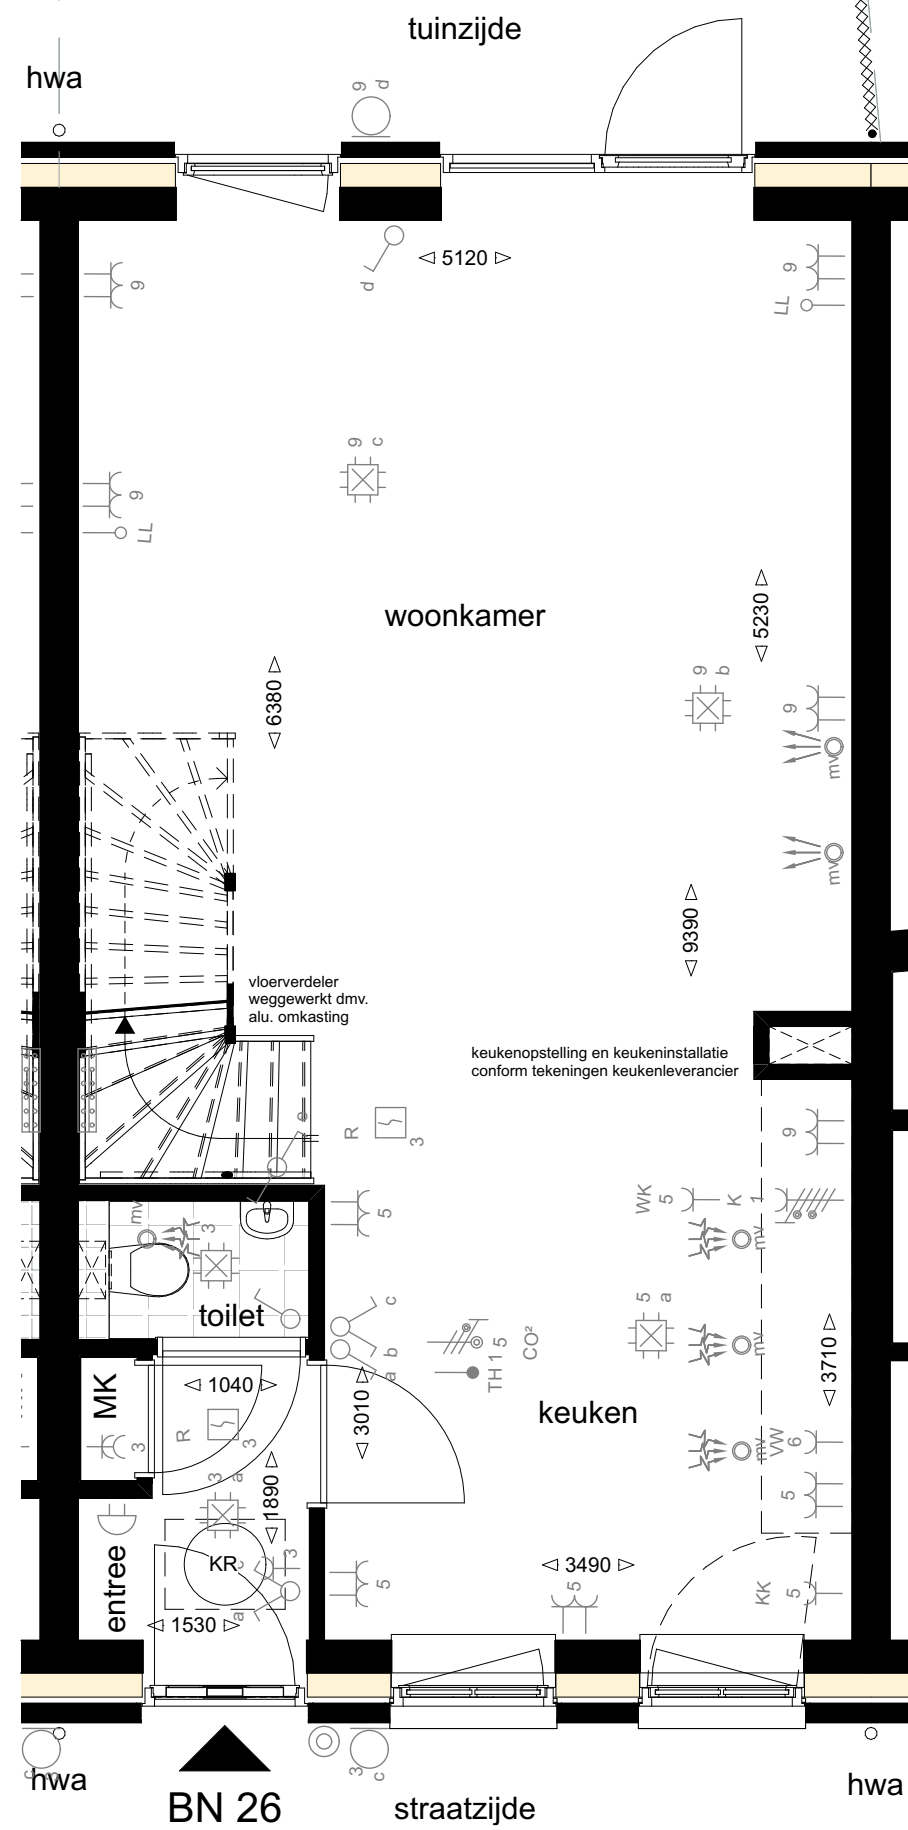 tuinzijde
hwa
9
d
5120
d
9
9
LL
9
c
9
LL
woonkamer
5230
9
b
6380
9
mv
mv
9390
vloerverdeler
weggewerkt dmv.
alu. omkasting
keukenopstelling en keukeninstallatie
conform tekeningen keukenleverancier
e
R
3
9
mv
3
5
WK
5
K
1
mv
toilet
c
b
a
TH 1 5
CO²
5
a
mv
3710
MK
1040
3010
keuken
R
3
3
3
a
1890
mv
VW
6
5
entree
KR
3
c
a
1530
5
3490
5
KK
5
hwa
c
3
3
c
hwa
BN 26
straatzijde